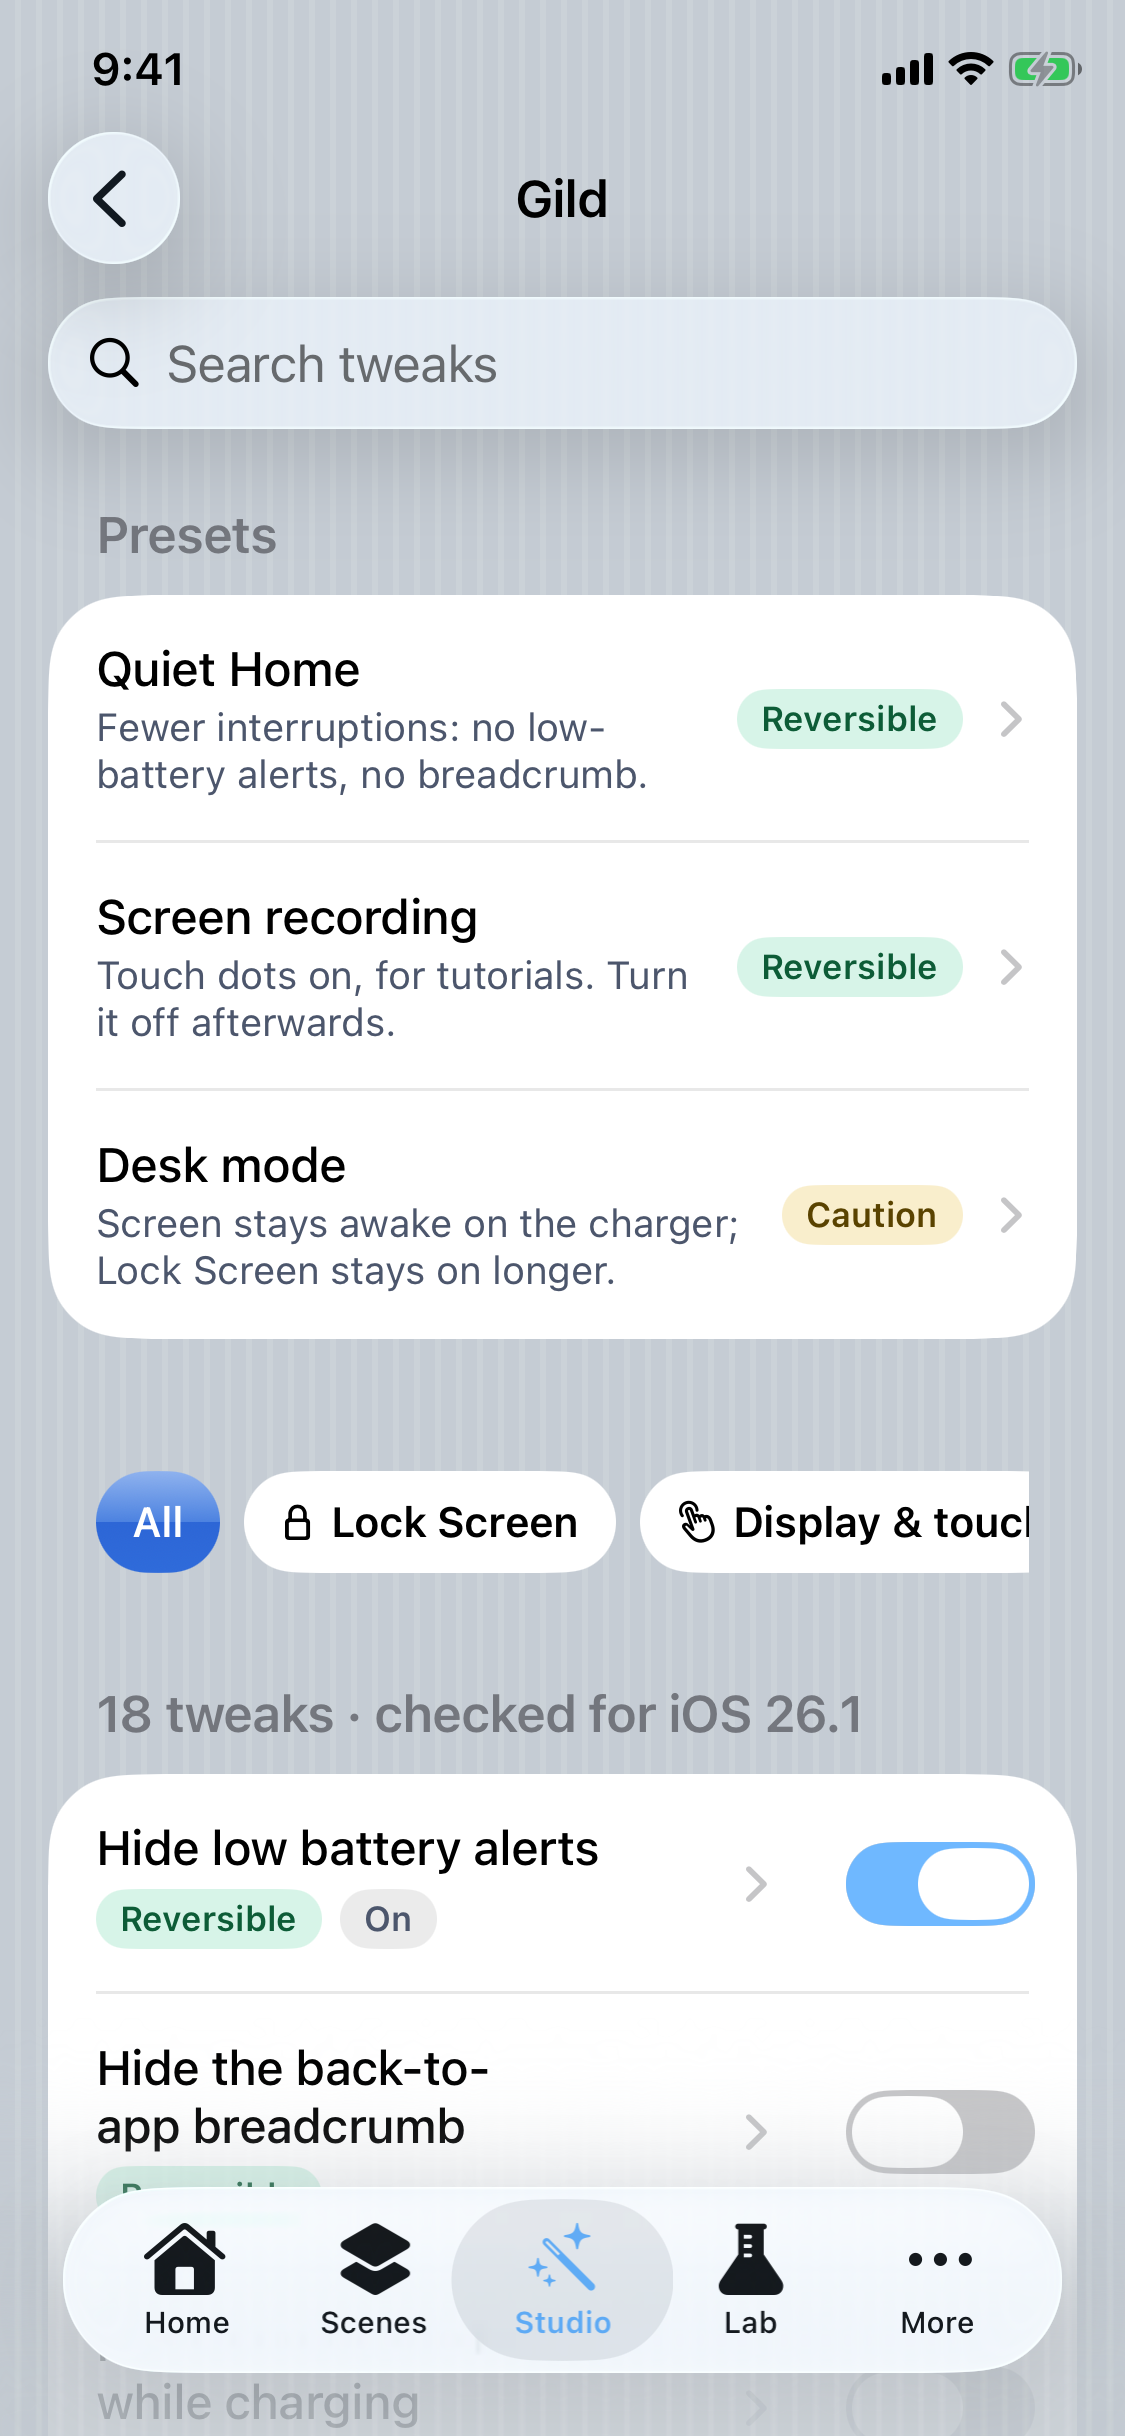 9:41
Gild
Search tweaks
Presets
Quiet Home
Fewer interruptions: no low-
battery alerts, no breadcrumb.
Reversible
Screen recording
Touch dots on, for tutorials. Turn
it off afterwards.
Reversible
Desk mode
Screen stays awake on the charger;
Lock Screen stays on longer.
Caution
All
Lock Screen
Display & touch
18 tweaks · checked for iOS 26.1
Hide low battery alerts
Reversible
On
Hide the back-to-
app breadcrumb
Home
Scenes
Studio
Lab
More
while charging